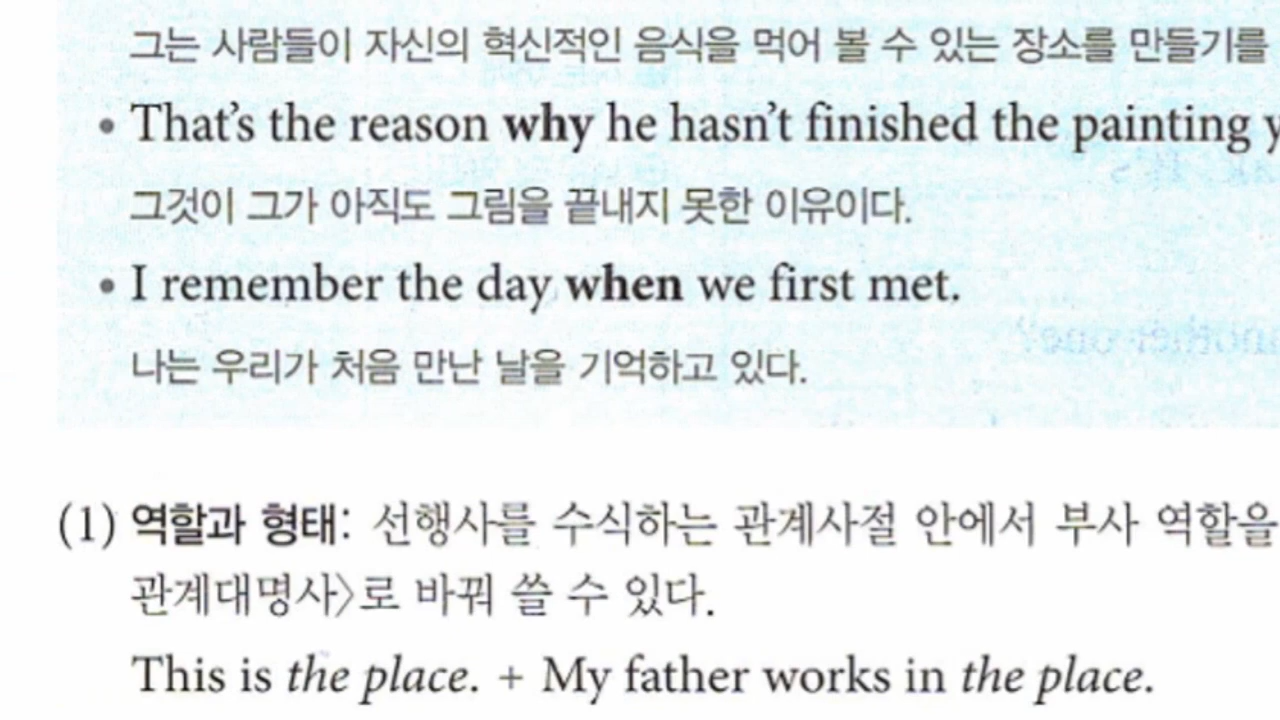 그는 사람들이 자신의 혁신적인 음식을 먹어 볼 수 있는 장소를 만들기를
• That's the reason why he hasn't finished the painting y
그것이 그가 아직도 그림을 끝내지 못한 이유이다.
• I remember the day when we first met.
나는 우리가 처음 만난 날을 기억하고 있다.
(1) 역할과 형태: 선행사를 수식하는 관계사절 안에서 부사 역할을
관계대명사〉로 바꿔 쓸 수 있다.
This is the place. + My father works in the place.